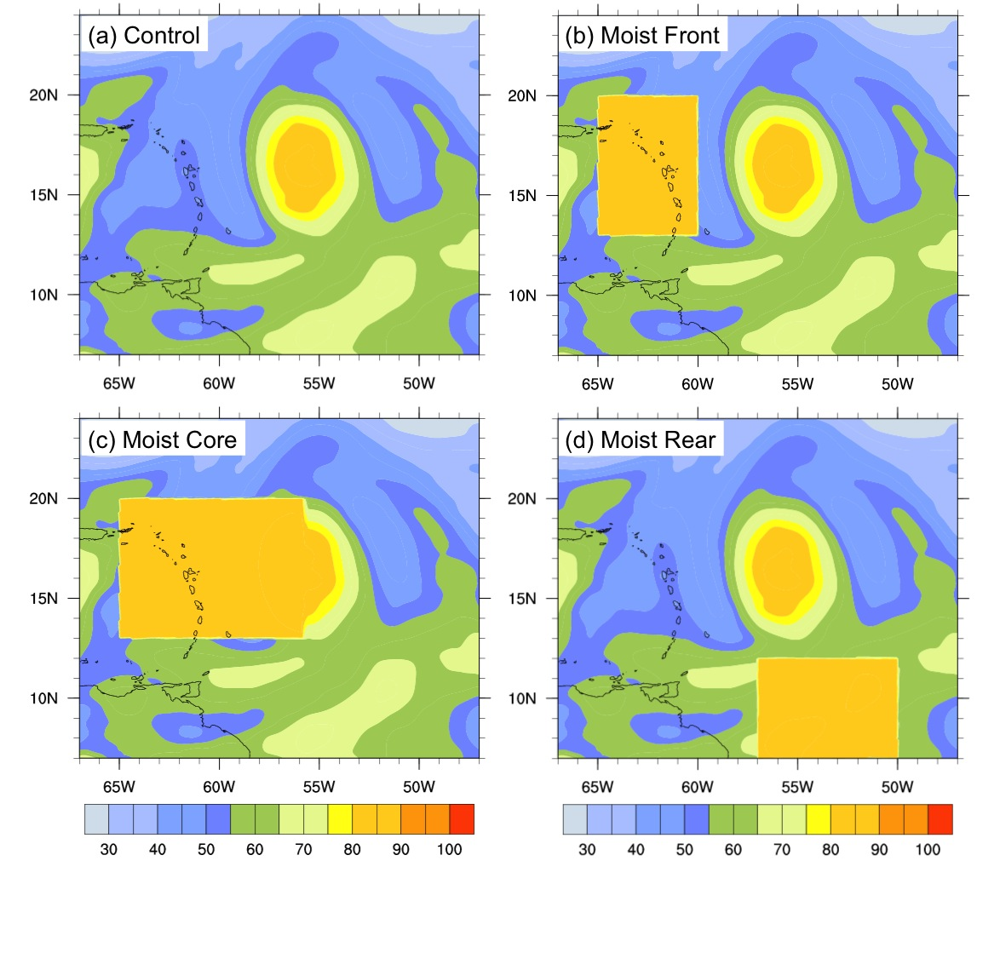 (a) Control
(b) Moist Front
20N
15N
10N
20N
15N
10N
65W 60W 55W 50W
65W 60W 55W 50W
(c) Moist Core
(d) Moist Rear
20N
15N
10N
20N
15N
10N
65W 60W 55W 50W
65W 60W 55W 50W
30 40 50 60 70 80 90 100
30 40 50 60 70 80 90 100